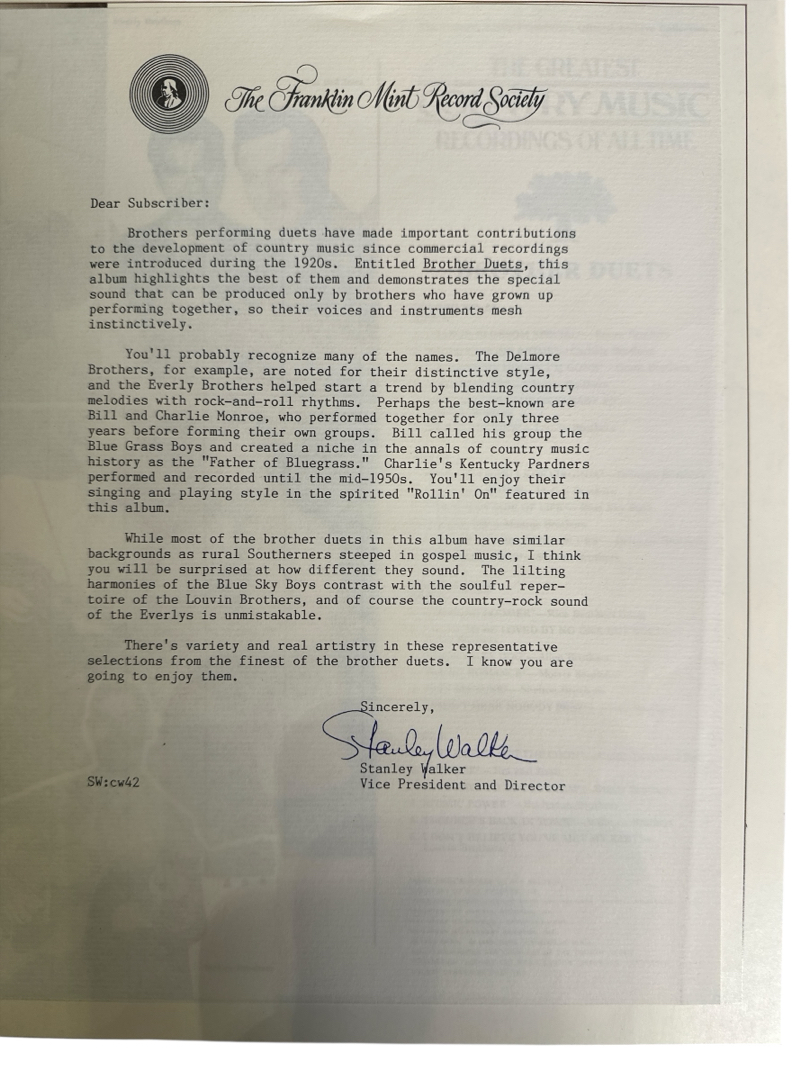 The Franklin Mint Record Society
THE GREATEST
COUNTRY MUSIC
RECORDINGS OF ALL TIME
BROTHER DUETS
Dear Subscriber:
Brothers performing duets have made important contributions
to the development of country music since commercial recordings
were introduced during the 1920s. Entitled Brother Duets, this
album highlights the best of them and demonstrates the special
sound that can be produced only by brothers who have grown up
performing together, so their voices and instruments mesh
instinctively.
You'll probably recognize many of the names. The Delmore
Brothers, for example, are noted for their distinctive style,
and the Everly Brothers helped start a trend by blending country
melodies with rock-and-roll rhythms. Perhaps the best-known are
Bill and Charlie Monroe, who performed together for only three
years before forming their own groups. Bill called his group the
Blue Grass Boys and created a niche in the annals of country music
history as the "Father of Bluegrass." Charlie's Kentucky Pardners
performed and recorded until the mid-1950s. You'll enjoy their
singing and playing style in the spirited "Rollin' On" featured in
this album.
While most of the brother duets in this album have similar
backgrounds as rural Southerners steeped in gospel music, I think
you will be surprised at how different they sound. The lilting
harmonies of the Blue Sky Boys contrast with the soulful reper-
toire of the Louvin Brothers, and of course the country-rock sound
of the Everlys is unmistakable.
There's variety and real artistry in these representative
selections from the finest of the brother duets. I know you are
going to enjoy them.
Sincerely,
Stanley Walker
Stanley Walker
Vice President and Director
SW:cw42